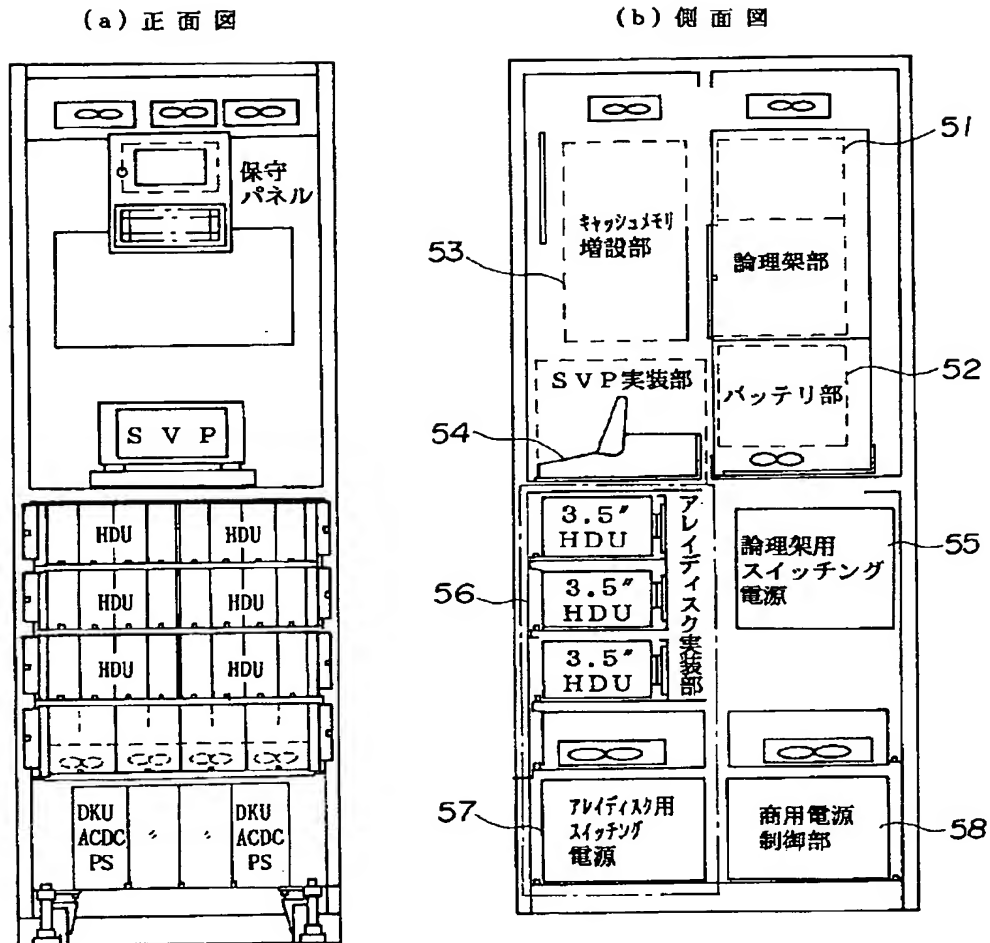 (a) 正面図
保守
パネル
SVP
HDU HDU
HDU HDU
HDU HDU
DKU
ACDC
PS
〃 〃
DKU
ACDC
PS
(b) 側面図
51
キャッシュメモリ
増設部
53
論理架部
52
SVP実装部
バッテリ部
54
3.5″
HDU
3.5″
HDU
3.5″
HDU
アレイディスク実装部
論理架用
スイッチング
電源
55
56
57
アレイディスク用
スイッチング
電源
商用電源
制御部
58